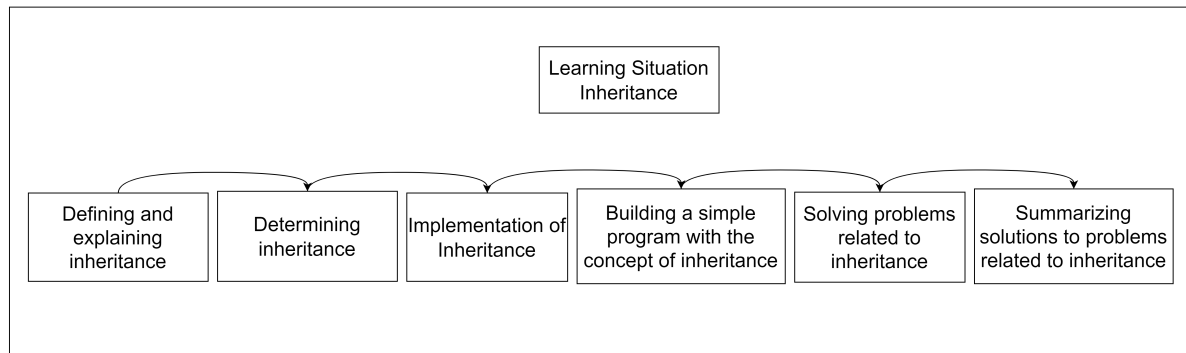 Learning Situation
Inheritance
Defining and
explaining
inheritance
Determining
inheritance
Implementation of
Inheritance
Building a simple
program with the
concept of inheritance
Solving problems
related to
inheritance
Summarizing
solutions to problems
related to inheritance